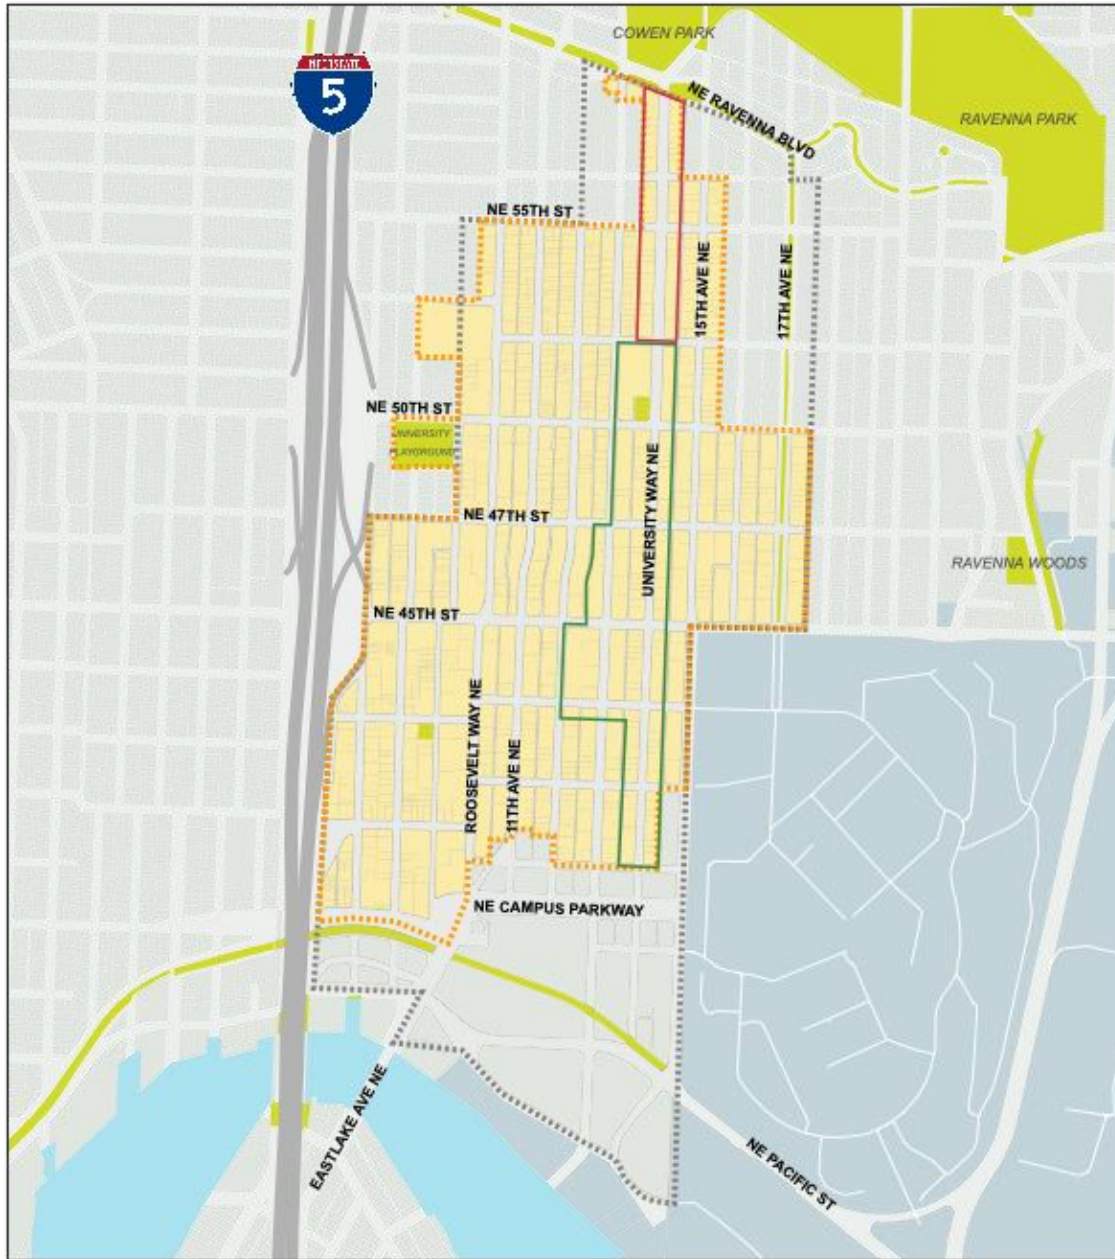 COWEN PARK
INTERSTATE
5
NE RAVENNA BLVD
RAVENNA PARK
NE 55TH ST
15TH AVE NE
17TH AVE NE
NE 50TH ST
UNIVERSITY
PLAYGROUND
NE 47TH ST
UNIVERSITY WAY NE
RAVENNA WOODS
NE 45TH ST
ROOSEVELT WAY NE
11TH AVE NE
NE CAMPUS PARKWAY
EASTLAKE AVE NE
NE PACIFIC ST